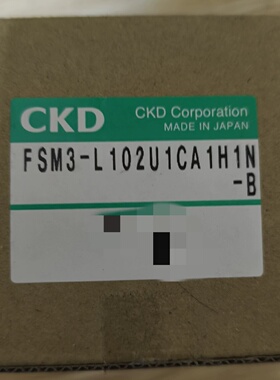 CKD
CKD Corporation
MADE IN JAPAN
FSM3-L102U1CA1H1N
-B